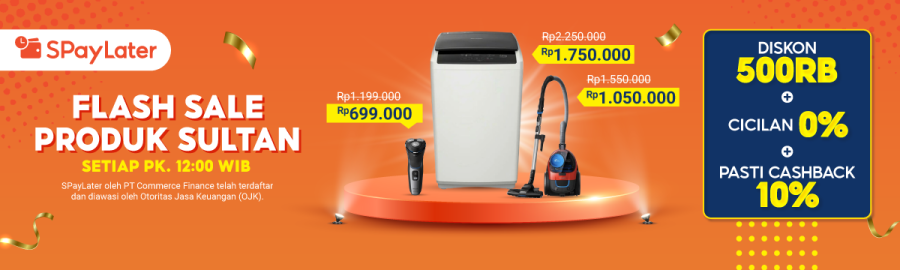 SPayLater
FLASH SALE
PRODUK SULTAN
SETIAP PK. 12:00 WIB
SPayLater oleh PT Commerce Finance telah terdaftar
dan diawasi oleh Otoritas Jasa Keuangan (OJK).
Rp1.199.000
Rp699.000
Rp2.250.000
Rp1.750.000
Rp1.550.000
Rp1.050.000
DISKON
500RB
+
CICILAN 0%
+
PASTI CASHBACK
10%